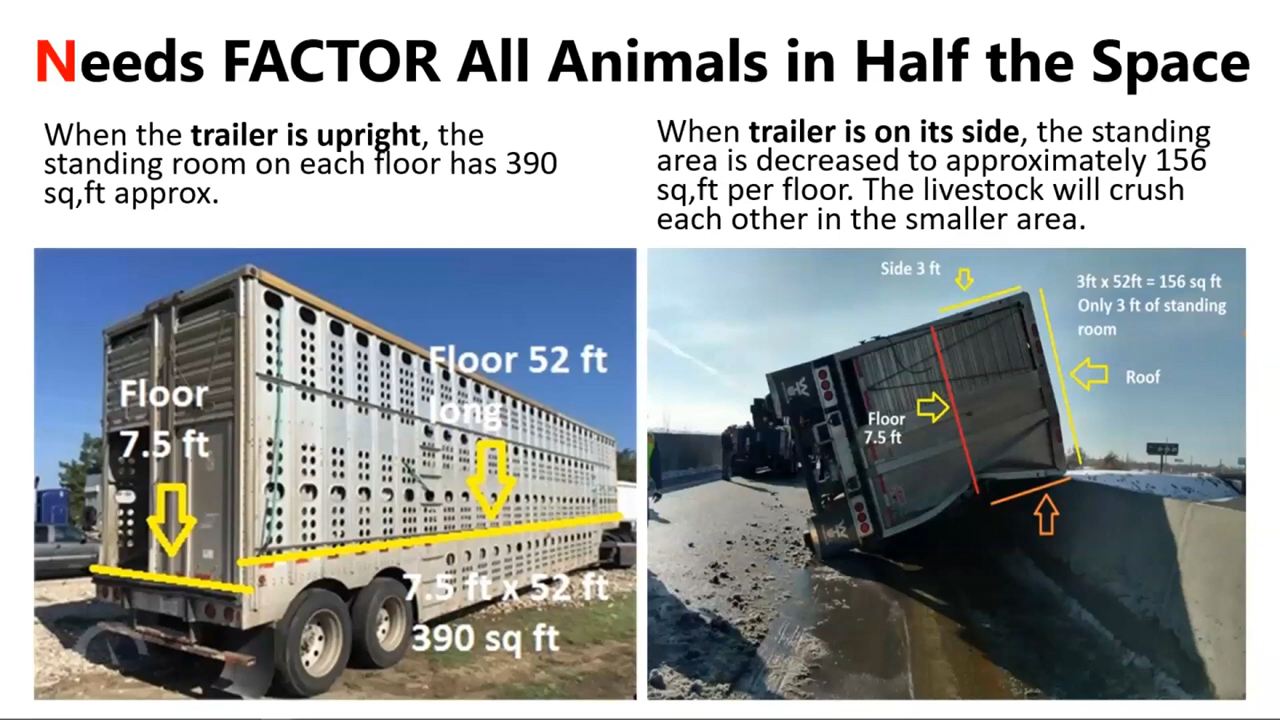 Needs FACTOR All Animals in Half the Space
When the trailer is upright, the
standing room on each floor has 390
sq,ft approx.
When trailer is on its side, the standing
area is decreased to approximately 156
sq,ft per floor. The livestock will crush
each other in the smaller area.
Floor
7.5 ft
Floor 52 ft
long
7.5 ft x 52 ft
390 sq ft
Side 3 ft
3ft x 52ft = 156 sq ft
Only 3 ft of standing
room
Roof
Floor
7.5 ft